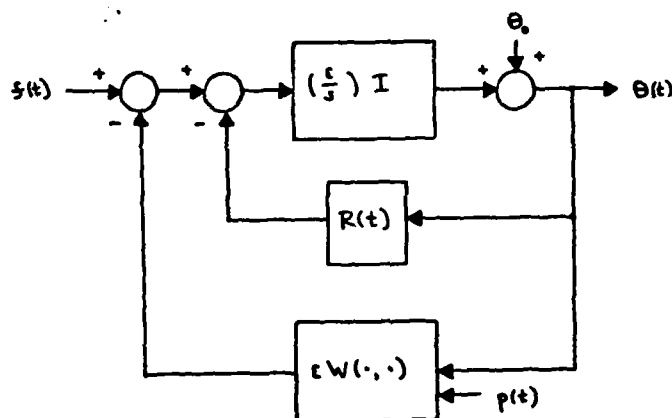 θ₀
+ + + +
f(t) (ε/s) I θ(t)
- -
R(t)
εW(·,·)
p(t)